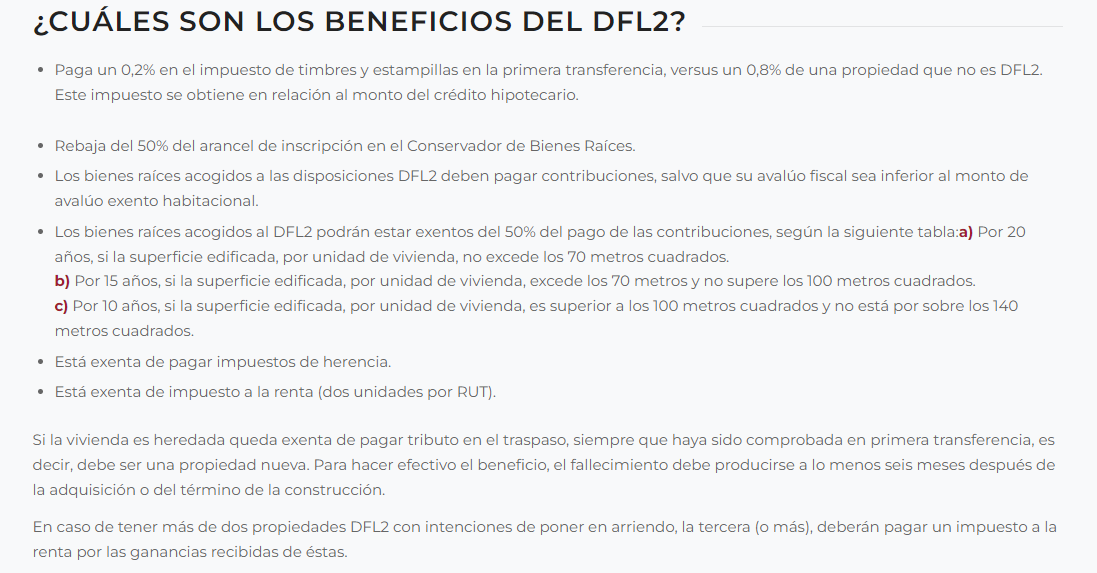 ¿CUÁLES SON LOS BENEFICIOS DEL DFL2?
• Paga un 0,2% en el impuesto de timbres y estampillas en la primera transferencia, versus un 0,8% de una propiedad que no es DFL2.
Este impuesto se obtiene en relación al monto del crédito hipotecario.
• Rebaja del 50% del arancel de inscripción en el Conservador de Bienes Raíces.
• Los bienes raíces acogidos a las disposiciones DFL2 deben pagar contribuciones, salvo que su avalúo fiscal sea inferior al monto de
avalúo exento habitacional.
• Los bienes raíces acogidos al DFL2 podrán estar exentos del 50% del pago de las contribuciones, según la siguiente tabla:a) Por 20
años, si la superficie edificada, por unidad de vivienda, no excede los 70 metros cuadrados.
b) Por 15 años, si la superficie edificada, por unidad de vivienda, excede los 70 metros y no supere los 100 metros cuadrados.
c) Por 10 años, si la superficie edificada, por unidad de vivienda, es superior a los 100 metros cuadrados y no está por sobre los 140
metros cuadrados.
• Está exenta de pagar impuestos de herencia.
• Está exenta de impuesto a la renta (dos unidades por RUT).
Si la vivienda es heredada queda exenta de pagar tributo en el traspaso, siempre que haya sido comprobada en primera transferencia, es
decir, debe ser una propiedad nueva. Para hacer efectivo el beneficio, el fallecimiento debe producirse a lo menos seis meses después de
la adquisición o del término de la construcción.
En caso de tener más de dos propiedades DFL2 con intenciones de poner en arriendo, la tercera (o más), deberán pagar un impuesto a la
renta por las ganancias recibidas de éstas.